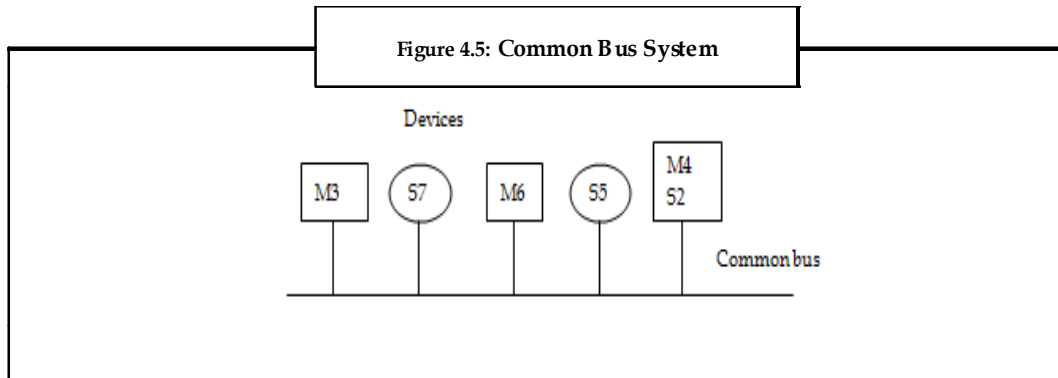 Figure 4.5: Common Bus System
Devices
M3
S7
M6
S5
M4
S2
Common bus